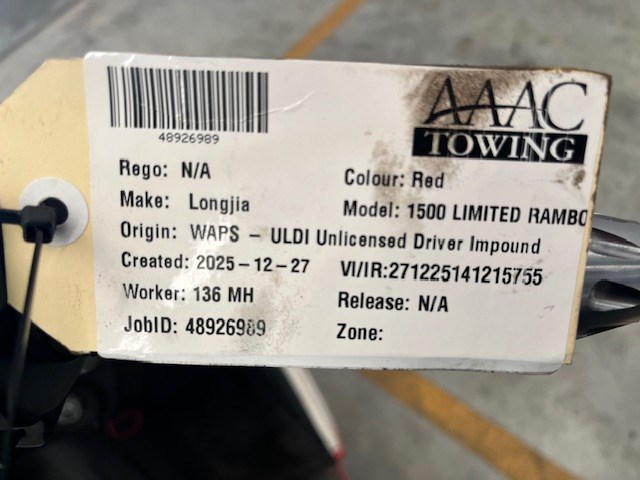 48926989
AAAC
TOWING
Rego: N/A
Colour: Red
Make: Longjia
Model: 1500 LIMITED RAMBO
Origin: WAPS - ULDI Unlicensed Driver Impound
Created: 2025-12-27
VI/IR:271225141215755
Worker: 136 MH
Release: N/A
JobID: 48926989
Zone: